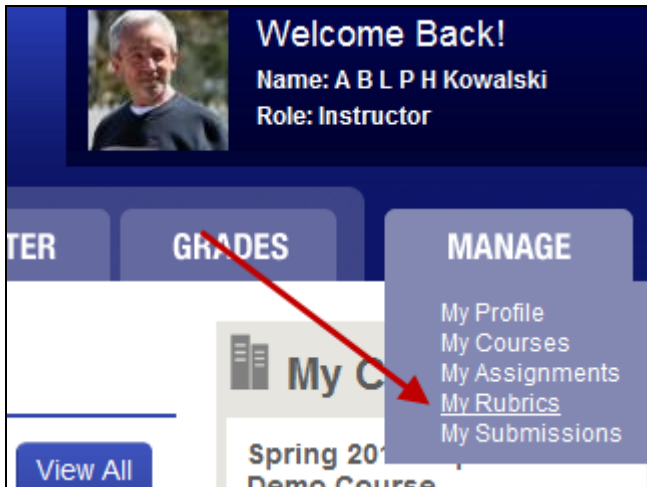 Welcome Back!
Name: A B L P H Kowalski
Role: Instructor
TER
GRADES
MANAGE
My Profile
My Courses
My Assignments
My Rubrics
My Submissions
My C
View All
Spring 201
Demo Course